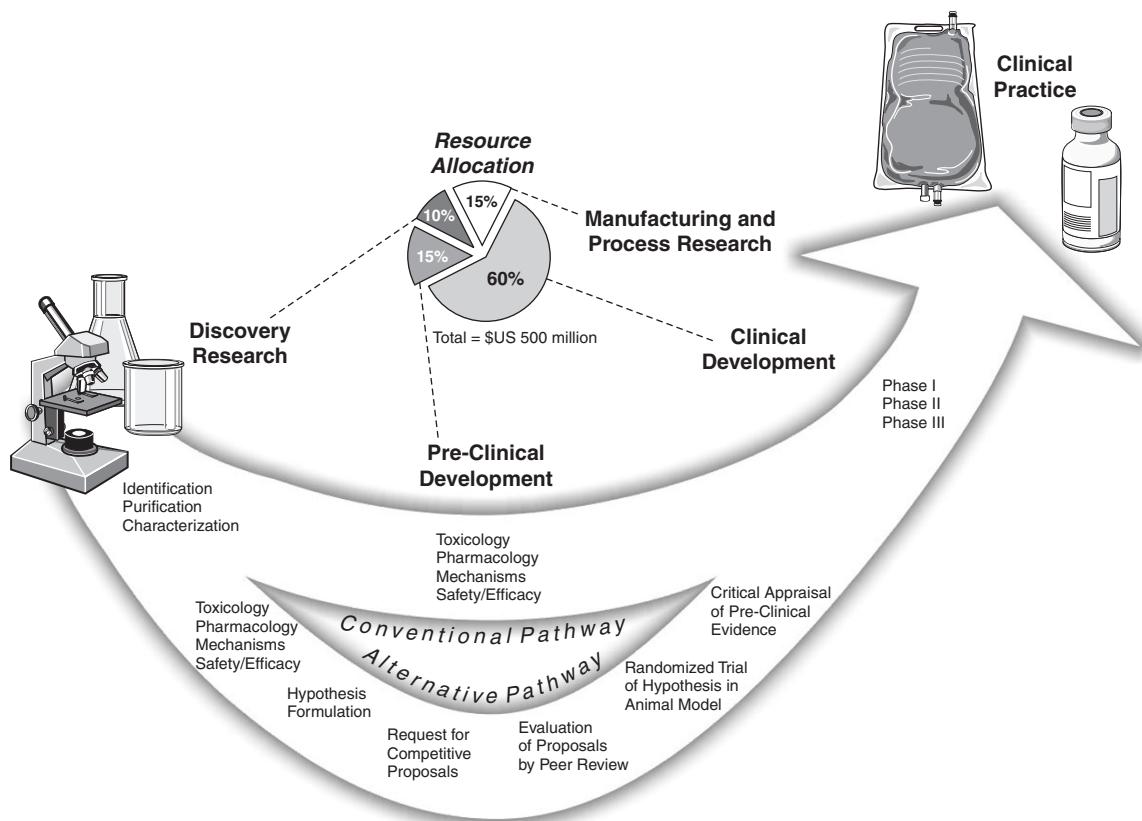 Clinical
Practice
Resource
Allocation
15%
10%
15%
60%
Manufacturing and
Process Research
Total = $US 500 million
Discovery
Research
Clinical
Development
Pre-Clinical
Development
Phase I
Phase II
Phase III
Identification
Purification
Characterization
Toxicology
Pharmacology
Mechanisms
Safety/Efficacy
Conventional Pathway
Alternative Pathway
Toxicology
Pharmacology
Mechanisms
Safety/Efficacy
Hypothesis
Formulation
Request for
Competitive
Proposals
Evaluation
of Proposals
by Peer Review
Randomized Trial
of Hypothesis in
Animal Model
Critical Appraisal
of Pre-Clinical
Evidence